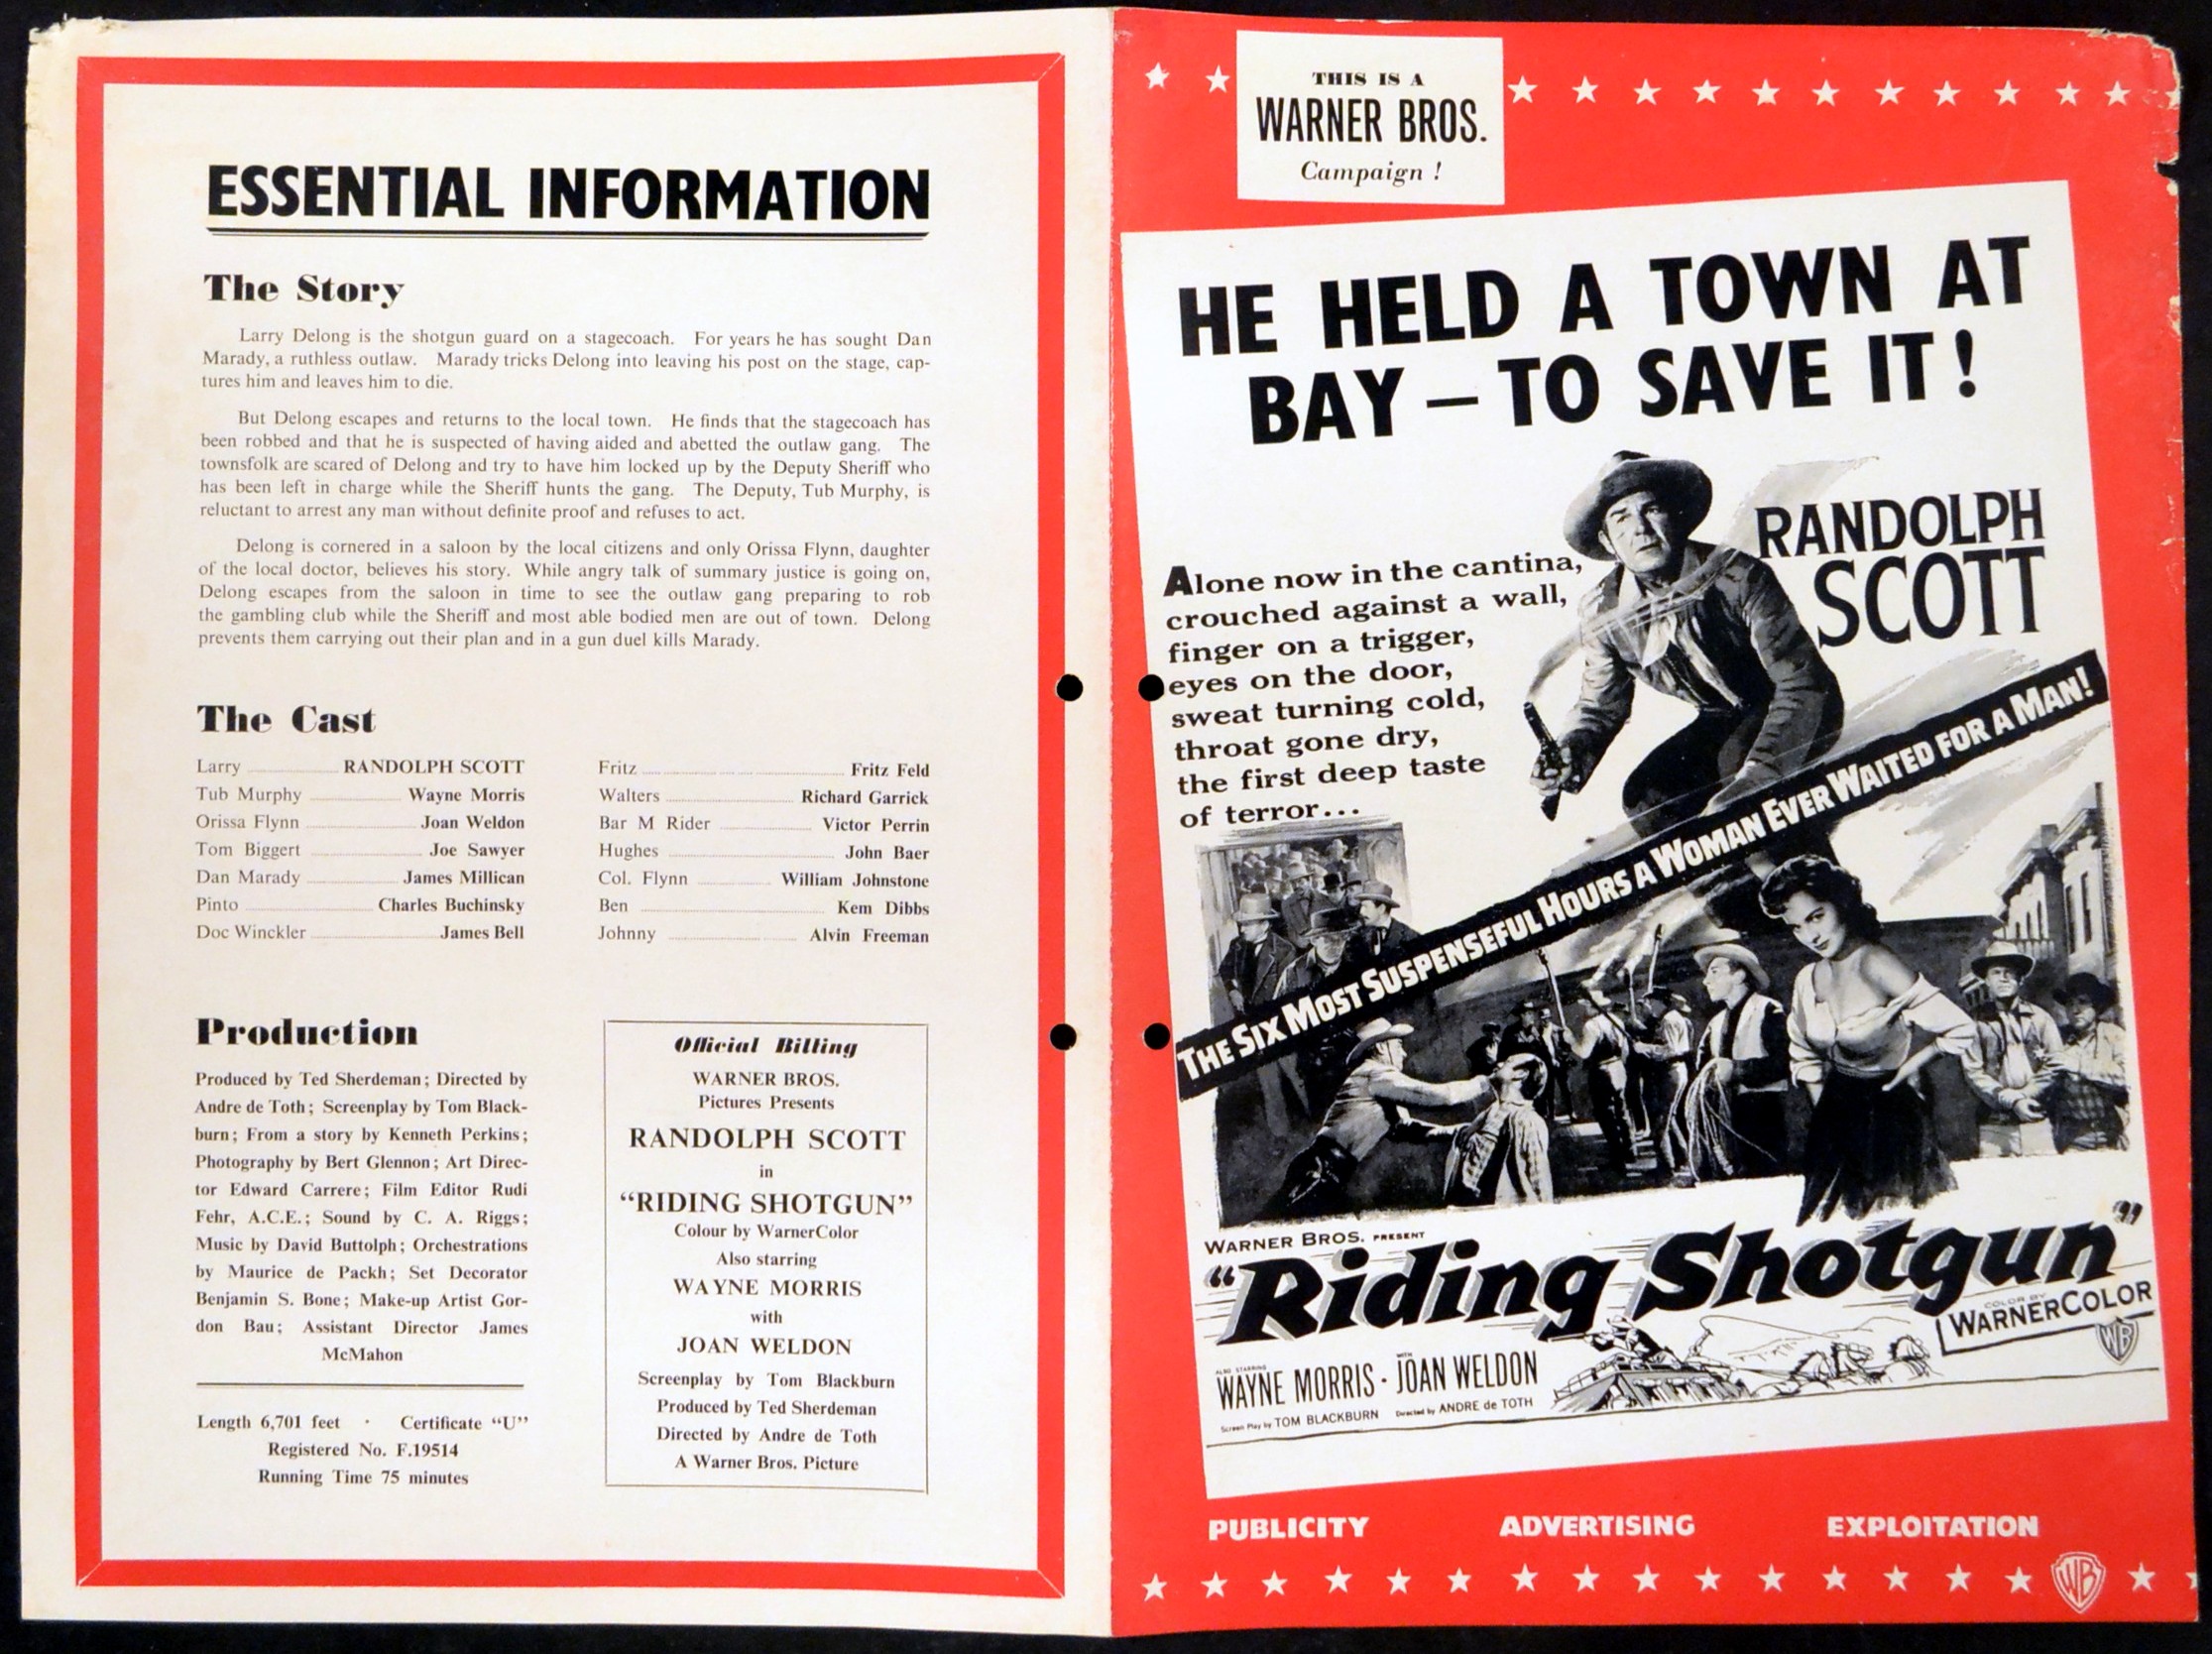 ESSENTIAL INFORMATION
The Story
Larry Delong is the shotgun guard on a stagecoach. For years he has sought Dan
Marady, a ruthless outlaw. Marady tricks Delong into leaving his post on the stage, cap-
tures him and leaves him to die.
But Delong escapes and returns to the local town. He finds that the stagecoach has
been robbed and that he is suspected of having aided and abetted the outlaw gang. The
townsfolk are scared of Delong and try to have him locked up by the Deputy Sheriff who
has been left in charge while the Sheriff hunts the gang. The Deputy, Tub Murphy, is
reluctant to arrest any man without definite proof and refuses to act.
Delong is cornered in a saloon by the local citizens and only Orissa Flynn, daughter
of the local doctor, believes his story. While angry talk of summary justice is going on,
Delong escapes from the saloon in time to see the outlaw gang preparing to rob
the gambling club while the Sheriff and most able bodied men are out of town. Delong
prevents them carrying out their plan and in a gun duel kills Marady.
The Cast
Larry RANDOLPH SCOTT
Tub Murphy Wayne Morris
Orissa Flynn Joan Weldon
Tom Biggert Joe Sawyer
Dan Marady James Millican
Pinto Charles Buchinsky
Doc Winckler James Bell
Fritz Fritz Feld
Walters Richard Garrick
Bar M Rider Victor Perrin
Hughes John Baer
Col. Flynn William Johnstone
Ben Kem Dibbs
Johnny Alvin Freeman
Production
Produced by Ted Sherdeman; Directed by
Andre de Toth; Screenplay by Tom Black-
burn; From a story by Kenneth Perkins;
Photography by Bert Glennon; Art Direc-
tor Edward Carrere; Film Editor Rudi
Fehr, A.C.E.; Sound by C. A. Riggs;
Music by David Buttolph; Orchestrations
by Maurice de Packh; Set Decorator
Benjamin S. Bone; Make-up Artist Gor-
don Bau; Assistant Director James
McMahon
Length 6,701 feet · Certificate "U"
Registered No. F.19514
Running Time 75 minutes
Official Billing
WARNER BROS.
Pictures Presents
RANDOLPH SCOTT
in
"RIDING SHOTGUN"
Colour by WarnerColor
Also starring
WAYNE MORRIS
with
JOAN WELDON
Screenplay by Tom Blackburn
Produced by Ted Sherdeman
Directed by Andre de Toth
A Warner Bros. Picture
THIS IS A
WARNER BROS.
Campaign!
HE HELD A TOWN AT
BAY — TO SAVE IT!
RANDOLPH
SCOTT
Alone now in the cantina,
crouched against a wall,
finger on a trigger,
eyes on the door,
sweat turning cold,
throat gone dry,
the first deep taste
of terror...
THE SIX MOST SUSPENSEFUL HOURS A WOMAN EVER WAITED FOR A MAN!
WARNER BROS. PRESENT
"Riding Shotgun"
COLOR BY
WARNERCOLOR
WB
ALSO STARRING
WAYNE MORRIS · WITH JOAN WELDON
Screen Play by TOM BLACKBURN Directed by ANDRE de TOTH
PUBLICITY ADVERTISING EXPLOITATION
WB